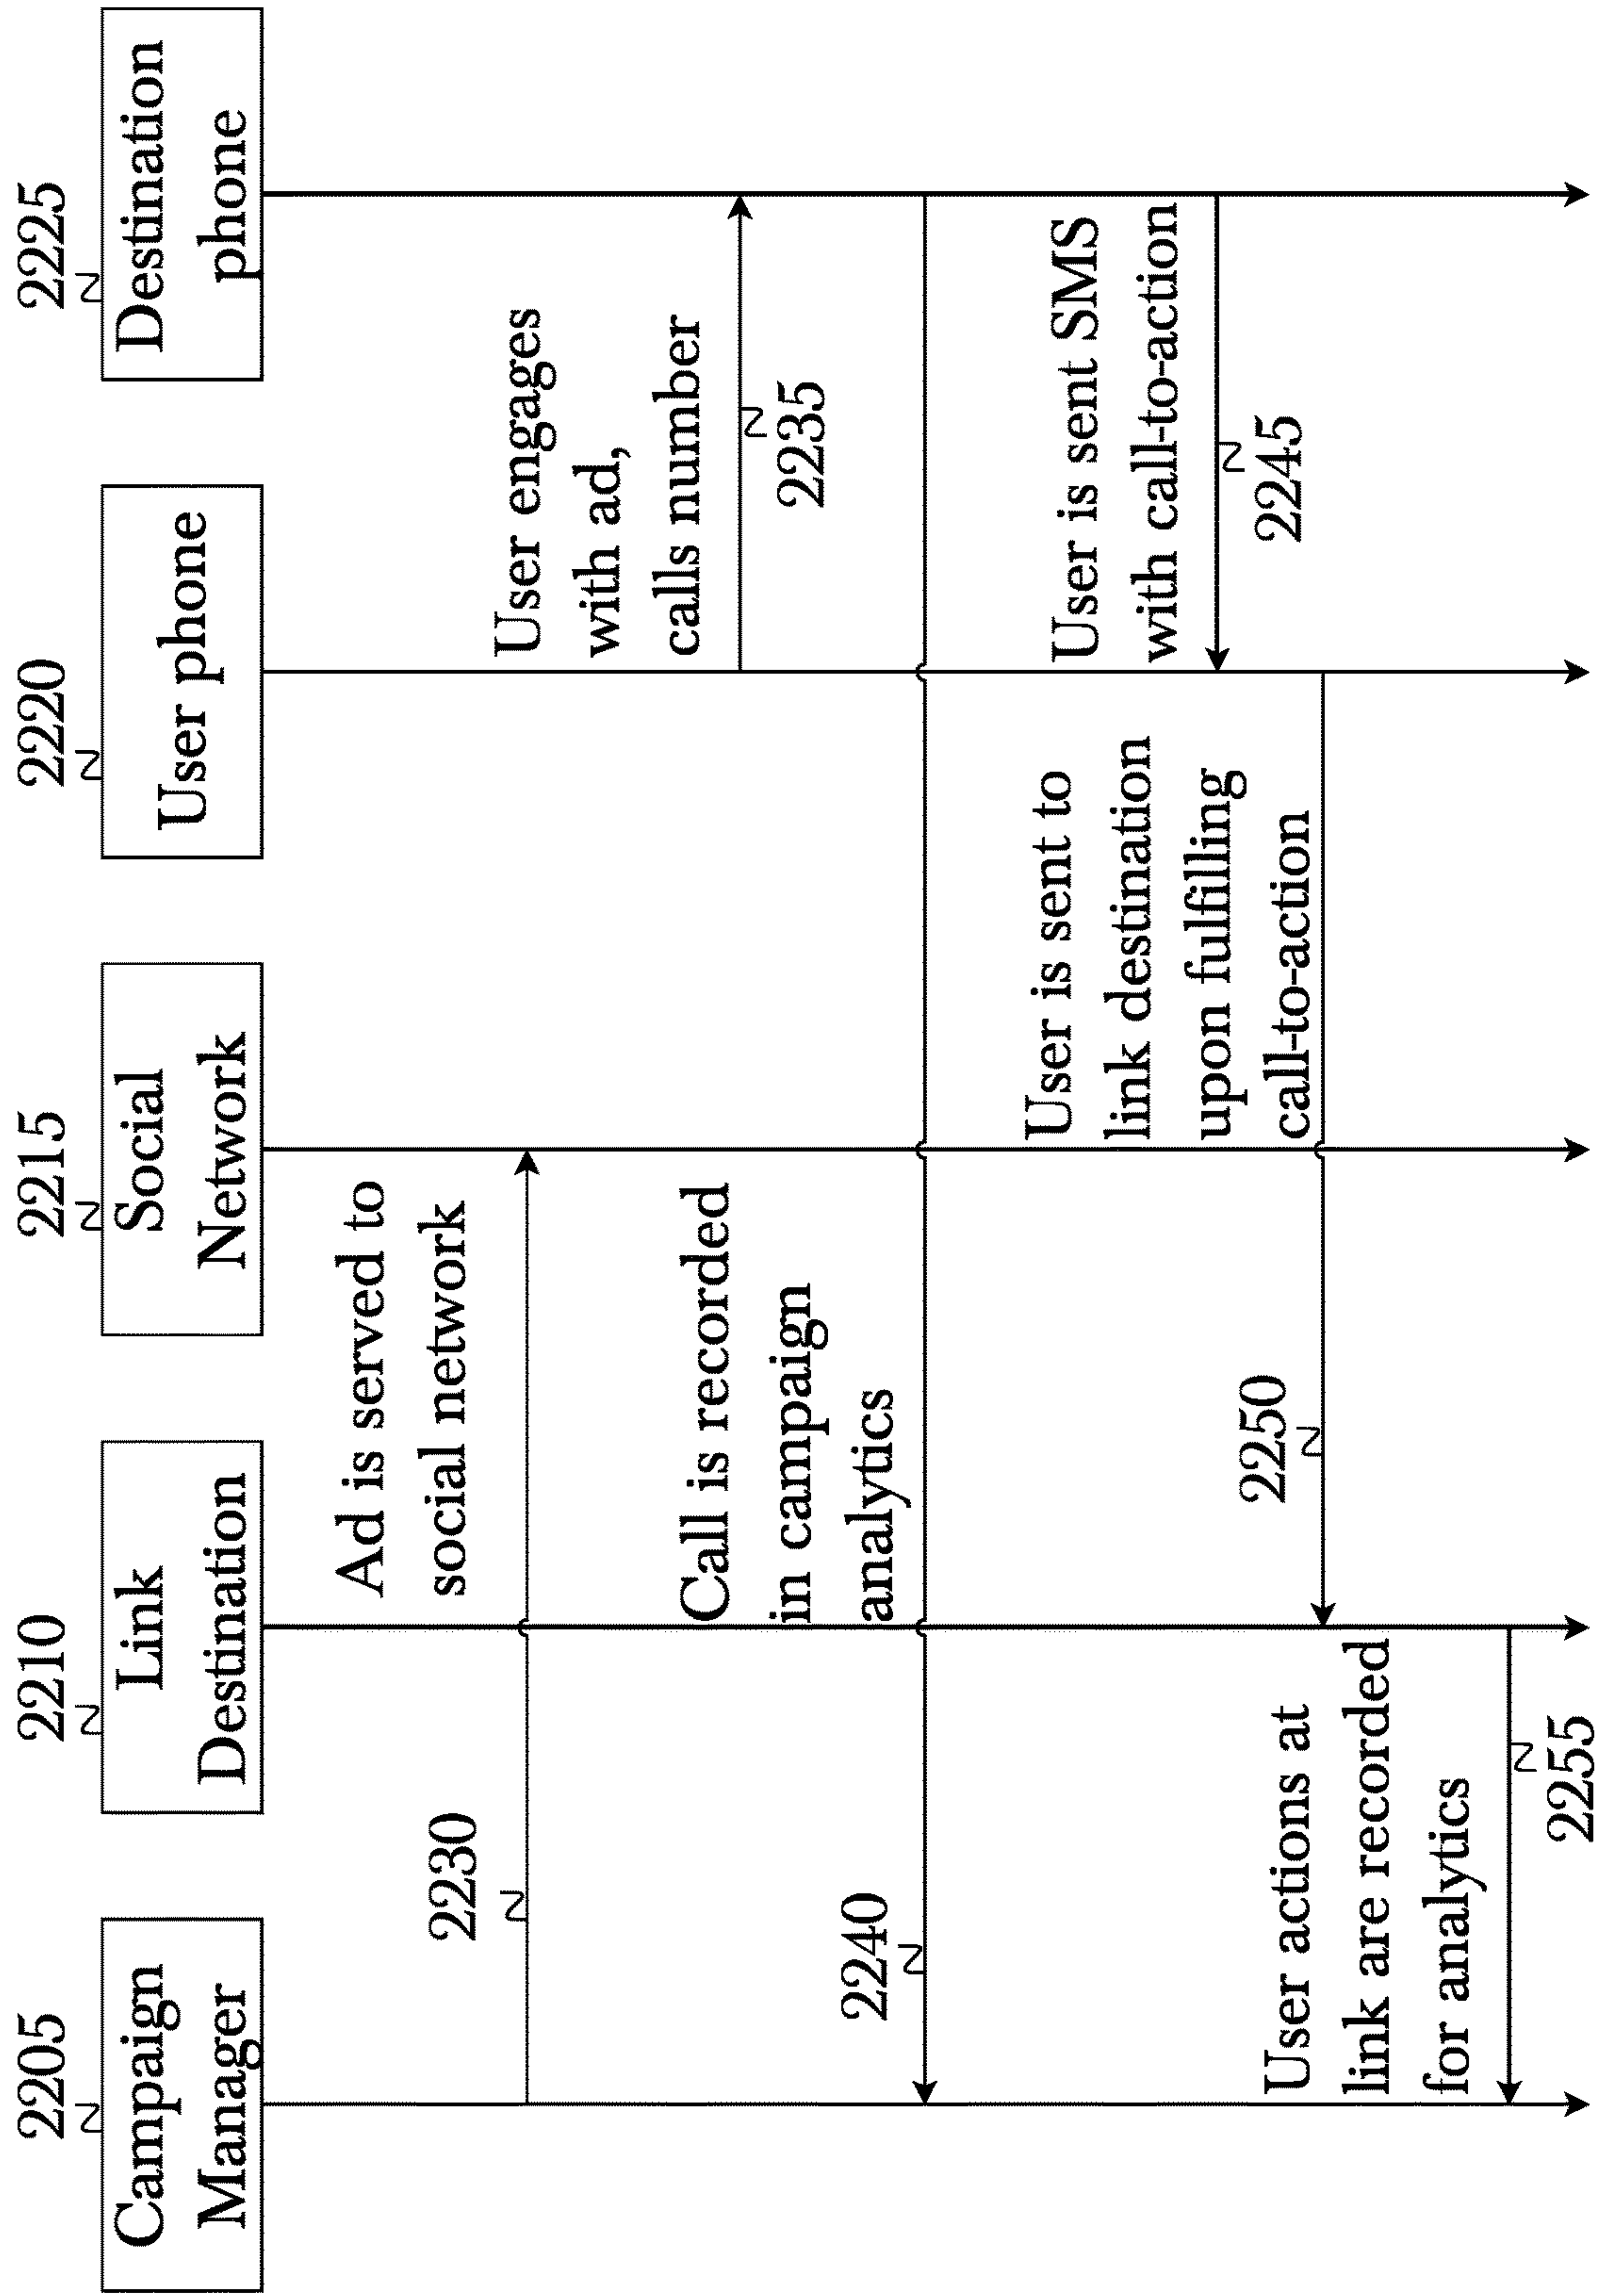 2205
Campaign
Manager
2210
Link
Destination
2215
Social
Network
2220
User phone
2225
Destination
phone
Ad is served to
social network
2230
User engages
with ad,
calls number
2235
Call is recorded
in campaign
analytics
2240
User is sent SMS
with call-to-action
2245
User is sent to
link destination
upon fulfilling
call-to-action
2250
User actions at
link are recorded
for analytics
2255